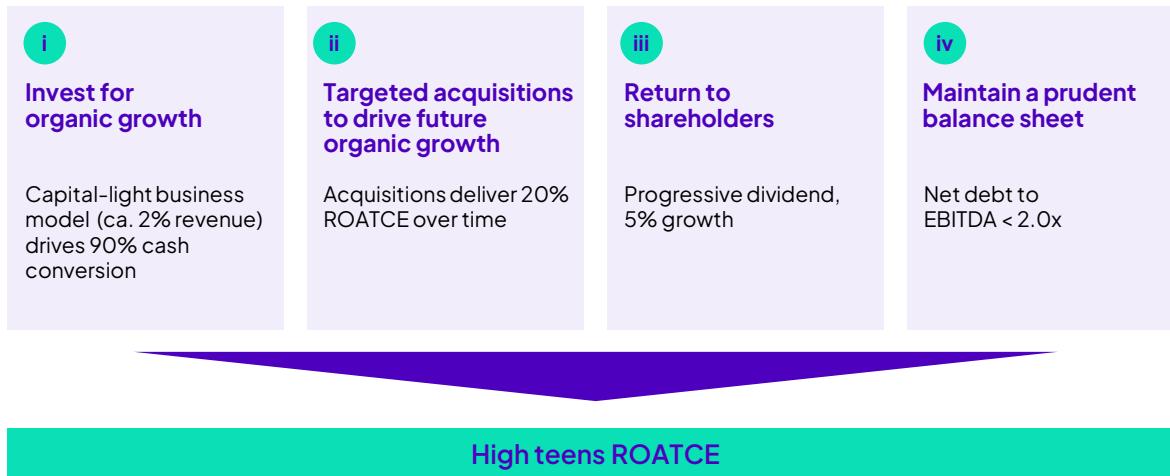 i
Invest for
organic growth
Capital-light business
model (ca. 2% revenue)
drives 90% cash
conversion
ii
Targeted acquisitions
to drive future
organic growth
Acquisitions deliver 20%
ROATCE over time
iii
Return to
shareholders
Progressive dividend,
5% growth
iv
Maintain a prudent
balance sheet
Net debt to
EBITDA < 2.0x
High teens ROATCE